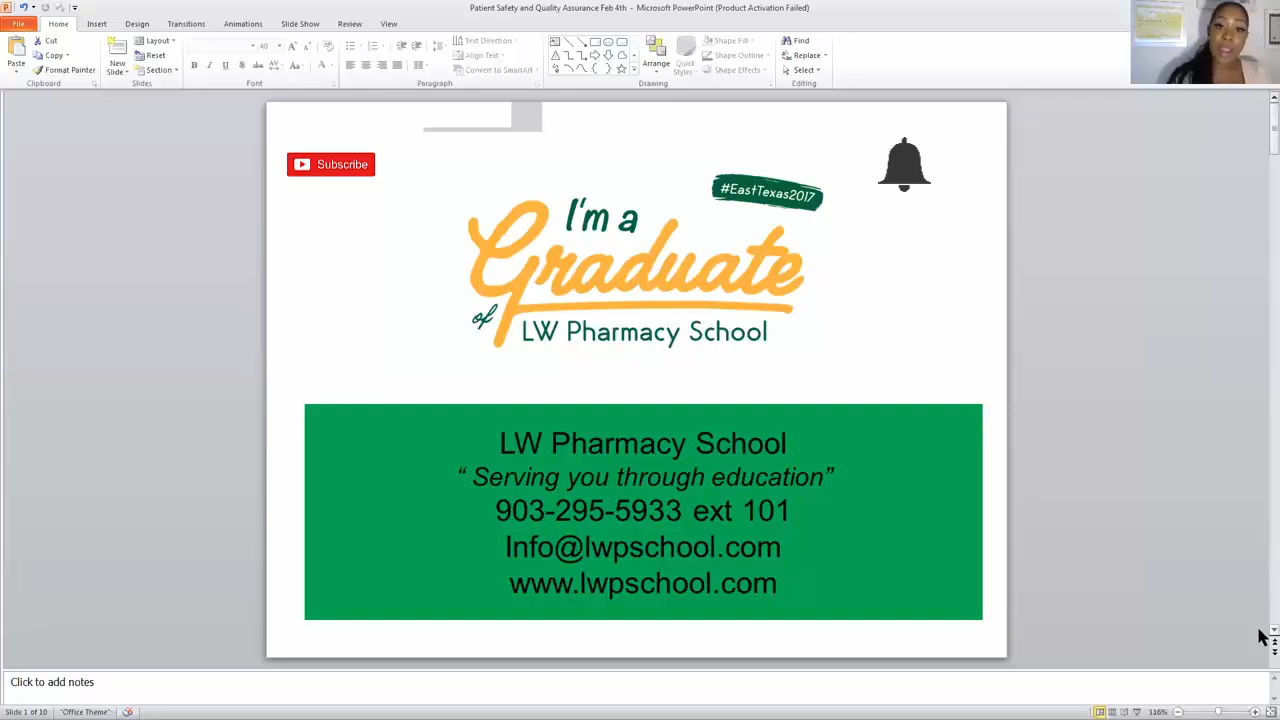 Patient Safety and Quality Assurance Feb 4th - Microsoft PowerPoint (Product Activation Failed)
File Home Insert Design Transitions Animations Slide Show Review View
Paste
Cut
Copy
Format Painter
Clipboard
New
Slide
Layout
Reset
Section
Slides
40
Font
Text Direction
Align Text
Convert to SmartArt
Paragraph
Arrange
Quick
Styles
Shape Fill
Shape Outline
Shape Effects
Drawing
Find
Replace
Select
Editing
Subscribe
#EastTexas2017
I'm a
Graduate
of LW Pharmacy School
LW Pharmacy School
“ Serving you through education”
903-295-5933 ext 101
Info@lwpschool.com
www.lwpschool.com
Click to add notes
Slide 1 of 10 "Office Theme" 116%